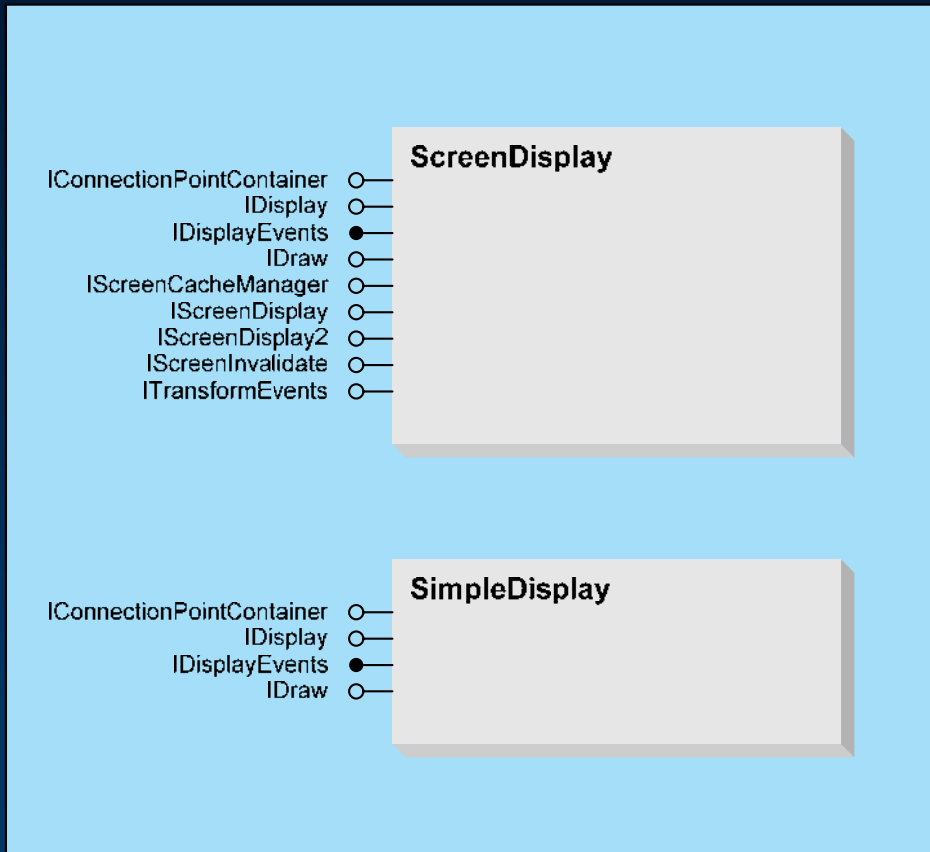 ScreenDisplay
IConnectionPointContainer
IDisplay
IDisplayEvents
IDraw
IScreenCacheManager
IScreenDisplay
IScreenDisplay2
IScreenInvalidate
ITransformEvents
SimpleDisplay
IConnectionPointContainer
IDisplay
IDisplayEvents
IDraw